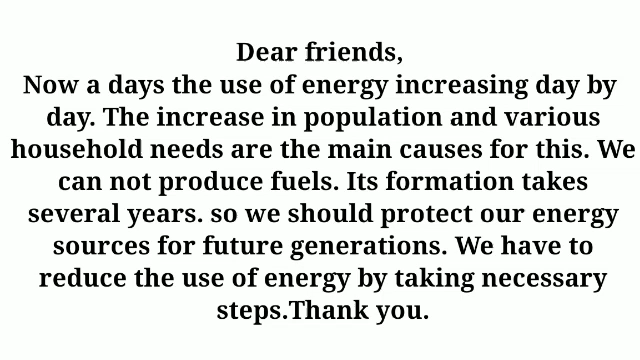 Dear friends,
Now a days the use of energy increasing day by
day. The increase in population and various
household needs are the main causes for this. We
can not produce fuels. Its formation takes
several years. so we should protect our energy
sources for future generations. We have to
reduce the use of energy by taking necessary
steps.Thank you.